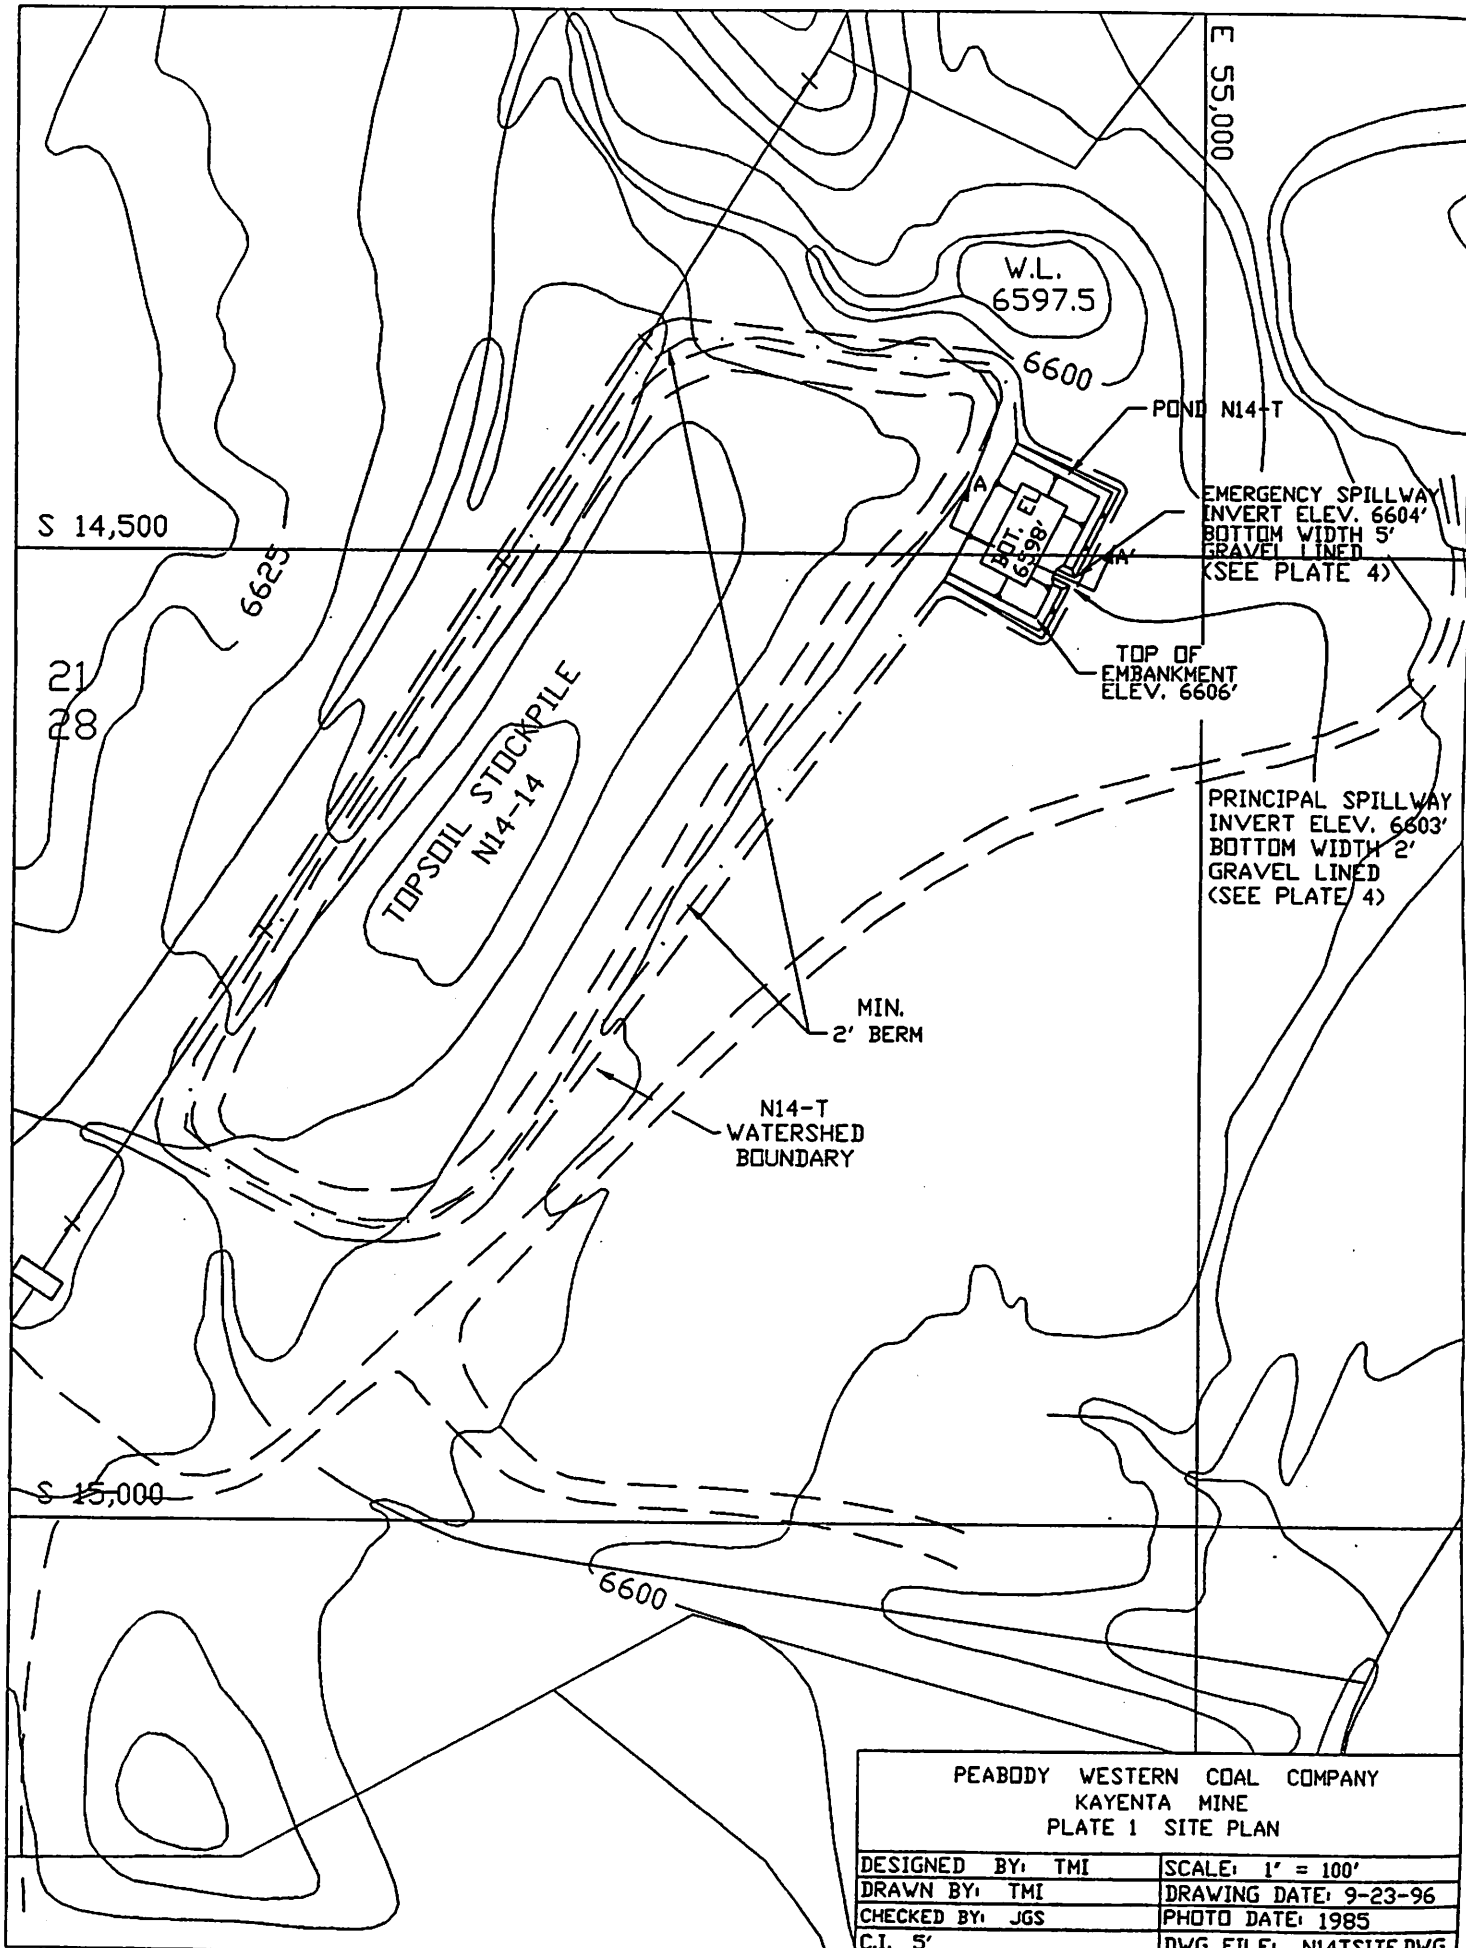 E 55,000
W.L.
6597.5
6600
POND N14-T
S 14,500
6625
A
BOT. EL
6598'
A'
EMERGENCY SPILLWAY
INVERT ELEV. 6604'
BOTTOM WIDTH 5'
GRAVEL LINED
(SEE PLATE 4)
21
28
TOP OF
EMBANKMENT
ELEV. 6606'
TOPSOIL STOCKPILE
N14-14
PRINCIPAL SPILLWAY
INVERT ELEV. 6603'
BOTTOM WIDTH 2'
GRAVEL LINED
(SEE PLATE 4)
MIN.
2' BERM
N14-T
WATERSHED
BOUNDARY
S 15,000
6600
PEABODY WESTERN COAL COMPANY
KAYENTA MINE
PLATE 1 SITE PLAN
DESIGNED BY: TMI
SCALE: 1' = 100'
DRAWN BY: TMI
DRAWING DATE: 9-23-96
CHECKED BY: JGS
PHOTO DATE: 1985
C.I. 5'
DWG FILE: N14TSITE.DWG